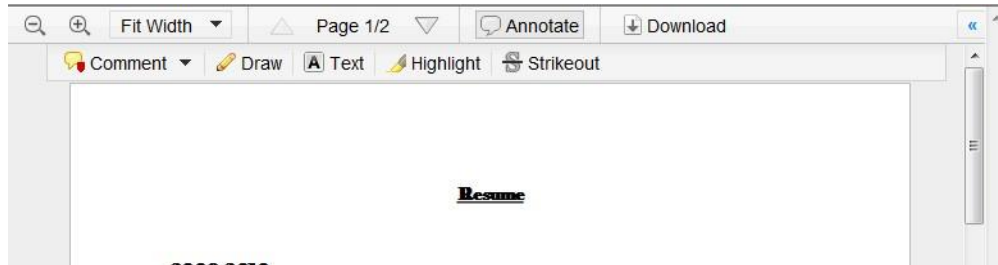 Fit Width Page 1/2 Annotate Download «
Comment Draw A Text Highlight S Strikeout
Resume